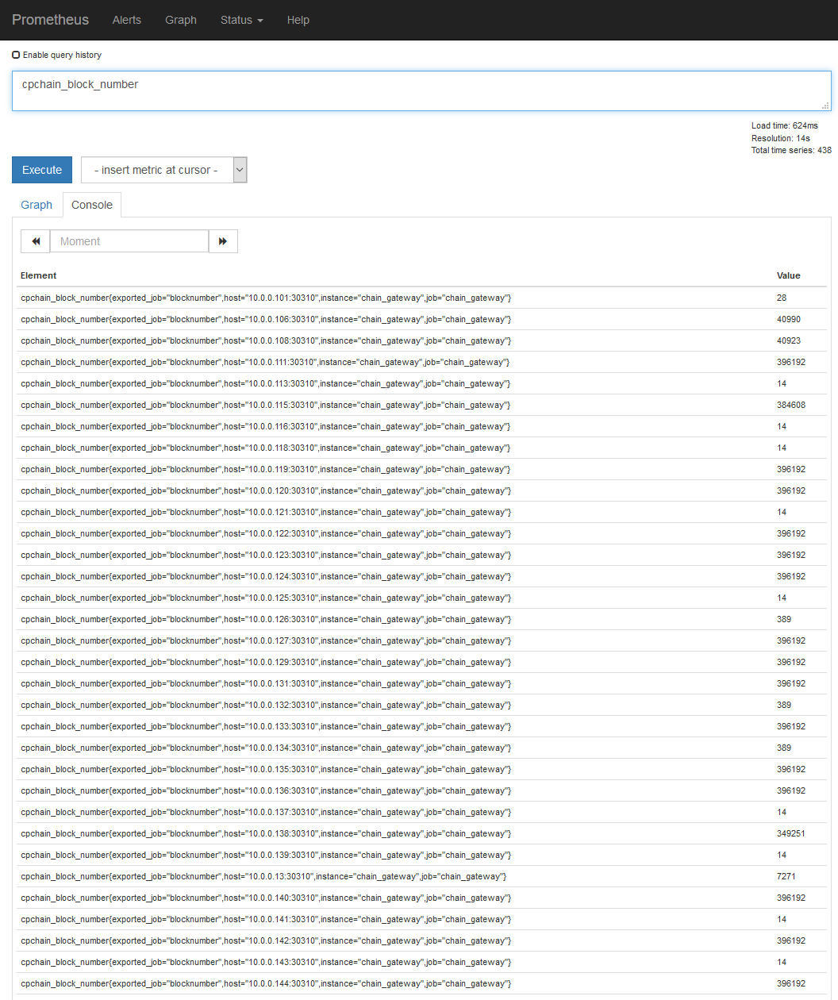 Prometheus Alerts Graph Status Help
Enable query history
cpchain_block_number
Load time: 624ms
Resolution: 14s
Total time series: 438
Execute - insert metric at cursor -
Graph Console
Moment
Element Value
cpchain_block_number{exported_job="blocknumber",host="10.0.0.101:30310",instance="chain_gateway",job="chain_gateway"} 28
cpchain_block_number{exported_job="blocknumber",host="10.0.0.106:30310",instance="chain_gateway",job="chain_gateway"} 40990
cpchain_block_number{exported_job="blocknumber",host="10.0.0.108:30310",instance="chain_gateway",job="chain_gateway"} 40923
cpchain_block_number{exported_job="blocknumber",host="10.0.0.111:30310",instance="chain_gateway",job="chain_gateway"} 396192
cpchain_block_number{exported_job="blocknumber",host="10.0.0.113:30310",instance="chain_gateway",job="chain_gateway"} 14
cpchain_block_number{exported_job="blocknumber",host="10.0.0.115:30310",instance="chain_gateway",job="chain_gateway"} 384608
cpchain_block_number{exported_job="blocknumber",host="10.0.0.116:30310",instance="chain_gateway",job="chain_gateway"} 14
cpchain_block_number{exported_job="blocknumber",host="10.0.0.118:30310",instance="chain_gateway",job="chain_gateway"} 14
cpchain_block_number{exported_job="blocknumber",host="10.0.0.119:30310",instance="chain_gateway",job="chain_gateway"} 396192
cpchain_block_number{exported_job="blocknumber",host="10.0.0.120:30310",instance="chain_gateway",job="chain_gateway"} 396192
cpchain_block_number{exported_job="blocknumber",host="10.0.0.121:30310",instance="chain_gateway",job="chain_gateway"} 14
cpchain_block_number{exported_job="blocknumber",host="10.0.0.122:30310",instance="chain_gateway",job="chain_gateway"} 396192
cpchain_block_number{exported_job="blocknumber",host="10.0.0.123:30310",instance="chain_gateway",job="chain_gateway"} 396192
cpchain_block_number{exported_job="blocknumber",host="10.0.0.124:30310",instance="chain_gateway",job="chain_gateway"} 396192
cpchain_block_number{exported_job="blocknumber",host="10.0.0.125:30310",instance="chain_gateway",job="chain_gateway"} 14
cpchain_block_number{exported_job="blocknumber",host="10.0.0.126:30310",instance="chain_gateway",job="chain_gateway"} 389
cpchain_block_number{exported_job="blocknumber",host="10.0.0.127:30310",instance="chain_gateway",job="chain_gateway"} 396192
cpchain_block_number{exported_job="blocknumber",host="10.0.0.129:30310",instance="chain_gateway",job="chain_gateway"} 396192
cpchain_block_number{exported_job="blocknumber",host="10.0.0.131:30310",instance="chain_gateway",job="chain_gateway"} 396192
cpchain_block_number{exported_job="blocknumber",host="10.0.0.132:30310",instance="chain_gateway",job="chain_gateway"} 389
cpchain_block_number{exported_job="blocknumber",host="10.0.0.133:30310",instance="chain_gateway",job="chain_gateway"} 396192
cpchain_block_number{exported_job="blocknumber",host="10.0.0.134:30310",instance="chain_gateway",job="chain_gateway"} 389
cpchain_block_number{exported_job="blocknumber",host="10.0.0.135:30310",instance="chain_gateway",job="chain_gateway"} 396192
cpchain_block_number{exported_job="blocknumber",host="10.0.0.136:30310",instance="chain_gateway",job="chain_gateway"} 396192
cpchain_block_number{exported_job="blocknumber",host="10.0.0.137:30310",instance="chain_gateway",job="chain_gateway"} 14
cpchain_block_number{exported_job="blocknumber",host="10.0.0.138:30310",instance="chain_gateway",job="chain_gateway"} 349251
cpchain_block_number{exported_job="blocknumber",host="10.0.0.139:30310",instance="chain_gateway",job="chain_gateway"} 14
cpchain_block_number{exported_job="blocknumber",host="10.0.0.13:30310",instance="chain_gateway",job="chain_gateway"} 7271
cpchain_block_number{exported_job="blocknumber",host="10.0.0.140:30310",instance="chain_gateway",job="chain_gateway"} 396192
cpchain_block_number{exported_job="blocknumber",host="10.0.0.141:30310",instance="chain_gateway",job="chain_gateway"} 14
cpchain_block_number{exported_job="blocknumber",host="10.0.0.142:30310",instance="chain_gateway",job="chain_gateway"} 396192
cpchain_block_number{exported_job="blocknumber",host="10.0.0.143:30310",instance="chain_gateway",job="chain_gateway"} 14
cpchain_block_number{exported_job="blocknumber",host="10.0.0.144:30310",instance="chain_gateway",job="chain_gateway"} 396192